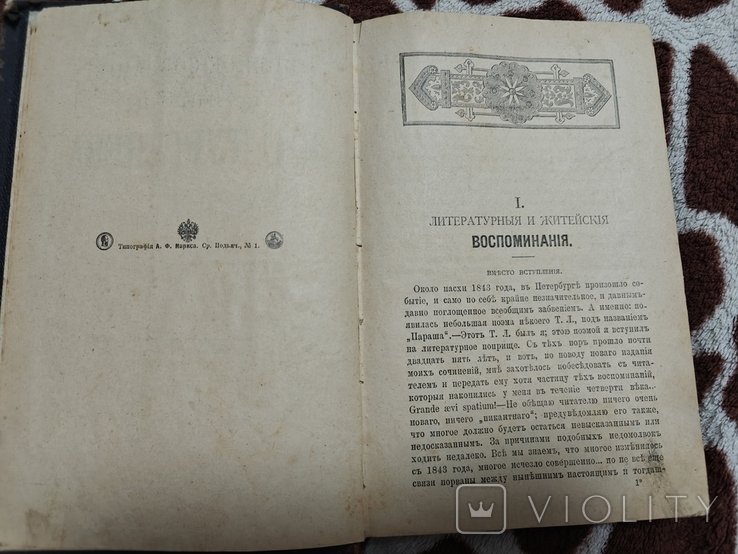 Типографія А. Ф. Маркса. Ср. Подьяч., № 1.
I.
ЛИТЕРАТУРНЫЯ И ЖИТЕЙСКІЯ
ВОСПОМИНАНІЯ.
ВМѢСТО ВСТУПЛЕНІЯ.
Около пасхи 1843 года, въ Петербургѣ произошло со-
бытіе, и само по себѣ крайне незначительное, и давнымъ-
давно поглощенное всеобщимъ забвеніемъ. А именно: по-
явилась небольшая поэма нѣкоего Т. Л., подъ названіемъ
„Параша“.—Этотъ Т. Л. былъ я; этою поэмой я вступилъ
на литературное поприще. Съ тѣхъ поръ прошло почти
двадцать пять лѣтъ, и вотъ, по поводу новаго изданія
моихъ сочиненій, мнѣ захотѣлось побесѣдовать съ чита-
телемъ и передать ему хотя частицу тѣхъ воспоминаній,
которыя накопились у меня въ теченіе четверти вѣка...
Grande ævi spatium!—Не обѣщаю читателю ничего очень
новаго, ничего „пикантнаго“; предувѣдомляю его также,
что многое должно будетъ остаться невысказаннымъ или
недосказаннымъ. За причинами подобныхъ недомолвокъ
ходить недалеко. Всѣ мы знаемъ, что многое измѣнилось
съ 1843 года, многое исчезло совершенно... но не всѣ еще
связи порваны между нынѣшнимъ настоящимъ и тогдаш-
1*
VIOLITY